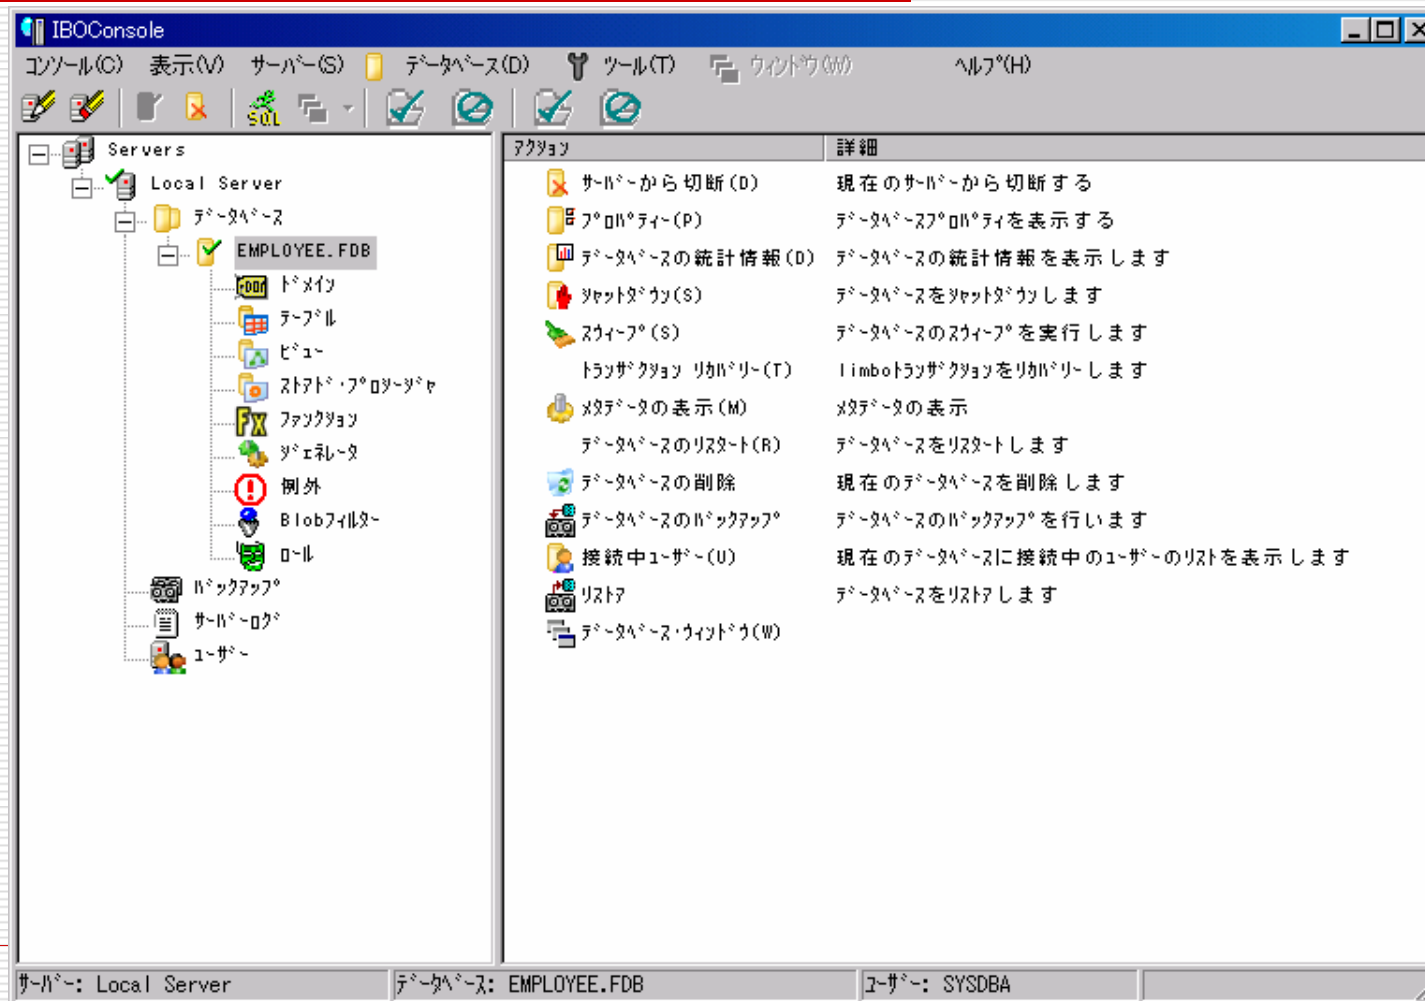 IBOConsole
コンソール(C) 表示(V) サーバー(S) データベース(D) ツール(T) ウィンドウ(W) ヘルプ(H)
SQL
Servers
Local Server
データベース
EMPLOYEE.FDB
ドメイン
テーブル
ビュー
ストアド・プロシージャ
ファンクション
ジェネレータ
例外
Blobフィルター
ロール
バックアップ
サーバーログ
ユーザー
アクション 詳細
サーバーから切断(D) 現在のサーバーから切断する
プロパティー(P) データベースプロパティを表示する
データベースの統計情報(D) データベースの統計情報を表示します
シャットダウン(S) データベースをシャットダウンします
スウィープ(S) データベースのスウィープを実行します
トランザクション リカバリー(T) limboトランザクションをリカバリーします
メタデータの表示(M) メタデータの表示
データベースのリスタート(R) データベースをリスタートします
データベースの削除 現在のデータベースを削除します
データベースのバックアップ データベースのバックアップを行います
接続中ユーザー(U) 現在のデータベースに接続中のユーザーのリストを表示します
リストア データベースをリストアします
データベース・ウィンドウ(W)
サーバー: Local Server データベース: EMPLOYEE.FDB ユーザー: SYSDBA